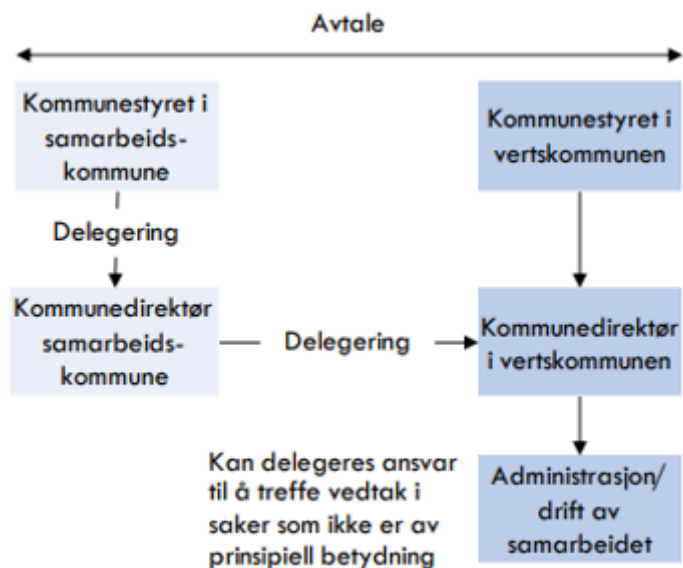 Avtale
Kommunestyret i
samarbeids-
kommune
Kommunestyret i
vertskommunen
Delegering
Kommunedirektør
samarbeids-
kommune
Delegering
Kommunedirektør
i vertskommunen
Kan delegeres ansvar
til å treffe vedtak i
saker som ikke er av
prinsipiell betydning
Administrasjon/
drift av
samarbeidet